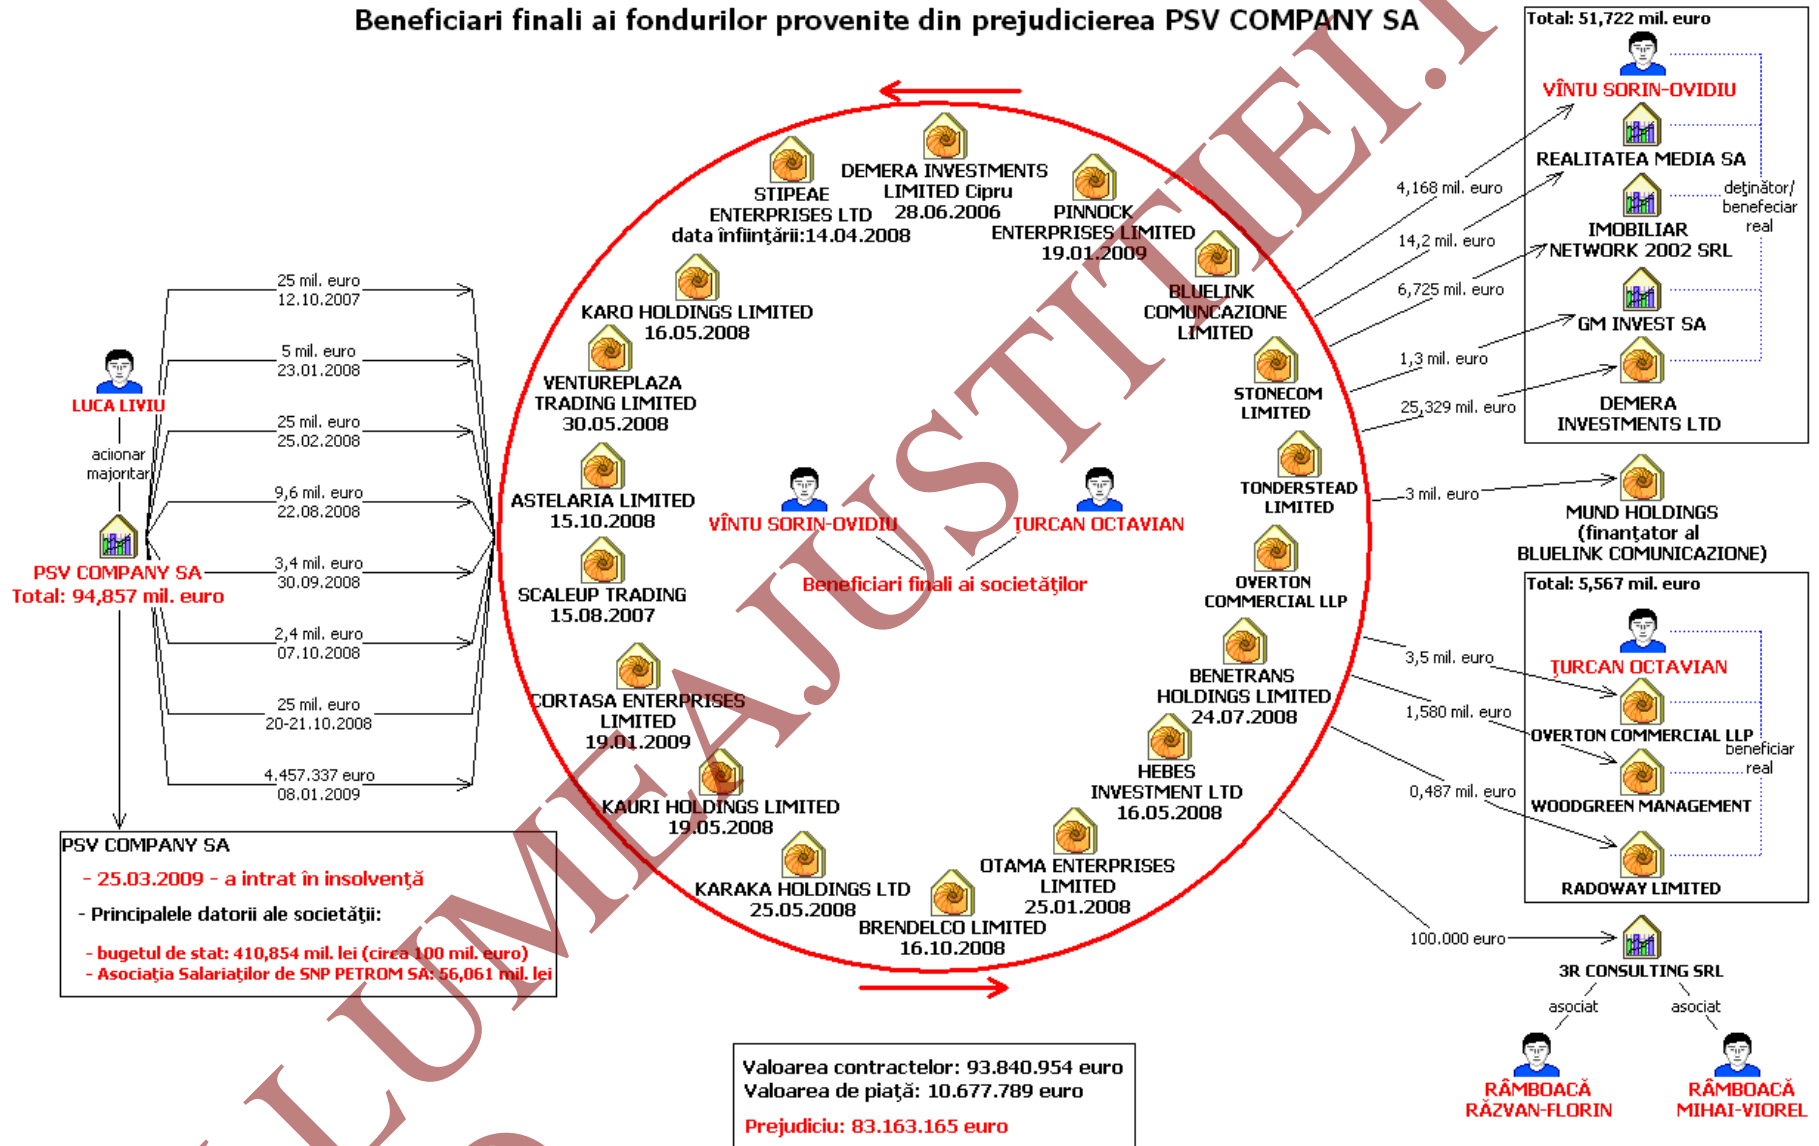 Beneficiari finali ai fondurilor provenite din prejudicierea PSV COMPANY SA
LUCA LIVIU
aciionar
majoritar
PSV COMPANY SA
Total: 94,857 mil. euro
25 mil. euro
12.10.2007
5 mil. euro
23.01.2008
25 mil. euro
25.02.2008
9,6 mil. euro
22.08.2008
3,4 mil. euro
30.09.2008
2,4 mil. euro
07.10.2008
25 mil. euro
20-21.10.2008
4.457.337 euro
08.01.2009
PSV COMPANY SA
- 25.03.2009 - a intrat în insolvenţă
- Principalele datorii ale societăţii:
- bugetul de stat: 410,854 mil. lei (circa 100 mil. euro)
- Asociaţia Salariaţilor de SNP PETROM SA: 56,061 mil. lei
DEMERA INVESTMENTS
LIMITED Cipru
28.06.2006
STIPEAE
ENTERPRISES LTD
data înfiinţării:14.04.2008
PINNOCK
ENTERPRISES LIMITED
19.01.2009
KARO HOLDINGS LIMITED
16.05.2008
BLUELINK
COMUNCAZIONE
LIMITED
VENTUREPLAZA
TRADING LIMITED
30.05.2008
STONECOM
LIMITED
ASTELARIA LIMITED
15.10.2008
TONDERSTEAD
LIMITED
VÎNTU SORIN-OVIDIU
ŢURCAN OCTAVIAN
Beneficiari finali ai societăţilor
SCALEUP TRADING
15.08.2007
OVERTON
COMMERCIAL LLP
CORTASA ENTERPRISES
LIMITED
19.01.2009
BENETRANS
HOLDINGS LIMITED
24.07.2008
KAURI HOLDINGS LIMITED
19.05.2008
HEBES
INVESTMENT LTD
16.05.2008
KARAKA HOLDINGS LTD
25.05.2008
OTAMA ENTERPRISES
LIMITED
25.01.2008
BRENDELCO LIMITED
16.10.2008
Valoarea contractelor: 93.840.954 euro
Valoarea de piaţă: 10.677.789 euro
Prejudiciu: 83.163.165 euro
4,168 mil. euro
14,2 mil. euro
6,725 mil. euro
1,3 mil. euro
25,329 mil. euro
3 mil. euro
3,5 mil. euro
1,580 mil. euro
0,487 mil. euro
100.000 euro
Total: 51,722 mil. euro
VÎNTU SORIN-OVIDIU
REALITATEA MEDIA SA
deţinător/
benefeciar
real
IMOBILIAR
NETWORK 2002 SRL
GM INVEST SA
DEMERA
INVESTMENTS LTD
MUND HOLDINGS
(finanţator al
BLUELINK COMUNICAZIONE)
Total: 5,567 mil. euro
ŢURCAN OCTAVIAN
OVERTON COMMERCIAL LLP
beneficiar
real
WOODGREEN MANAGEMENT
RADOWAY LIMITED
3R CONSULTING SRL
asociat
asociat
RÂMBOACĂ
RĂZVAN-FLORIN
RÂMBOACĂ
MIHAI-VIOREL
LUMEAJUSTITIEI.